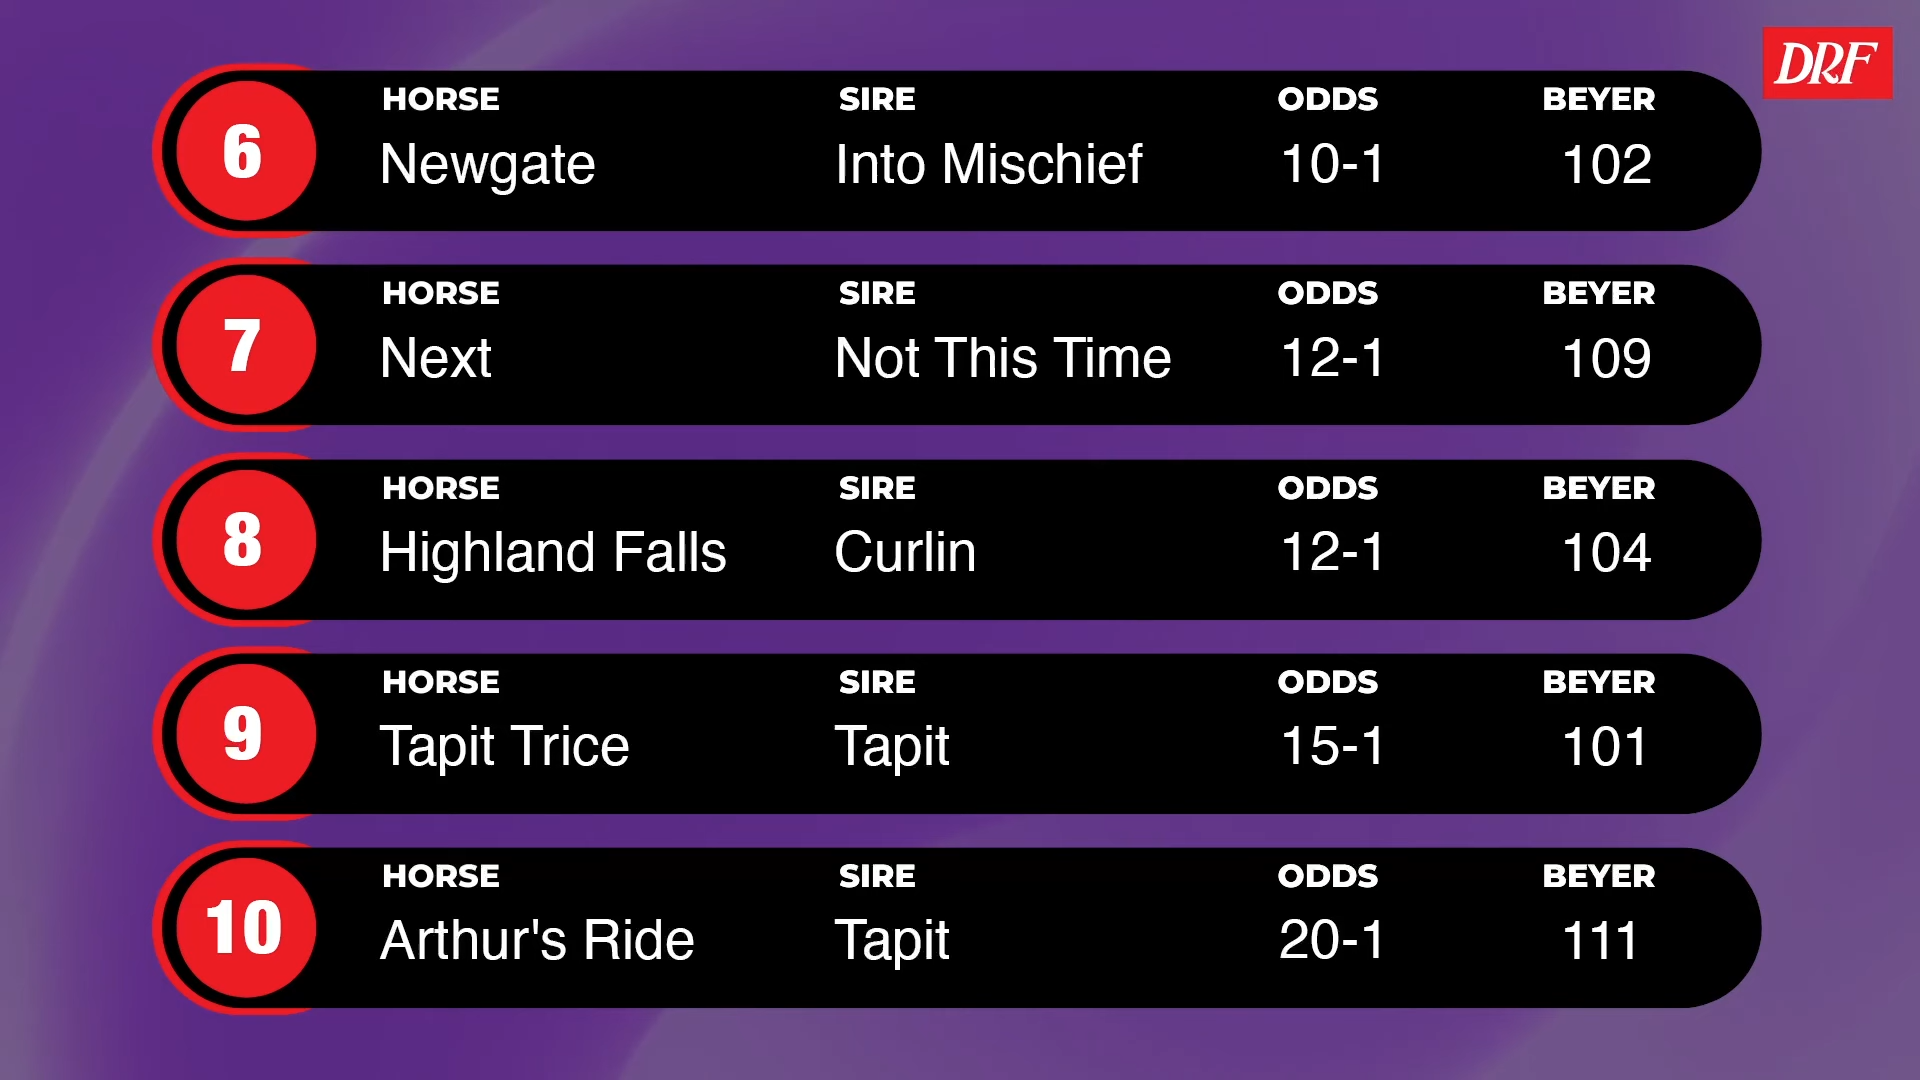 DRF
6
HORSE SIRE ODDS BEYER
Newgate Into Mischief 10-1 102
7
HORSE SIRE ODDS BEYER
Next Not This Time 12-1 109
8
HORSE SIRE ODDS BEYER
Highland Falls Curlin 12-1 104
9
HORSE SIRE ODDS BEYER
Tapit Trice Tapit 15-1 101
10
HORSE SIRE ODDS BEYER
Arthur's Ride Tapit 20-1 111